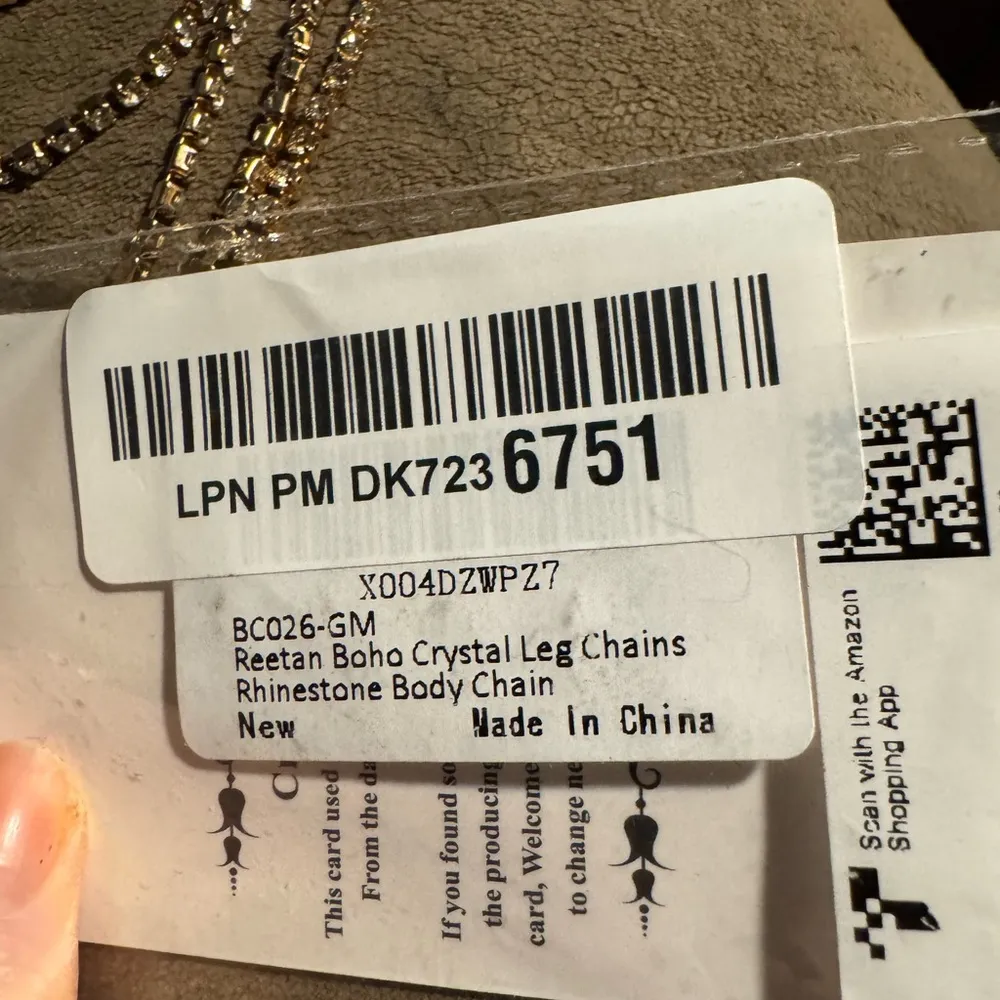 LPN PM DK7236751
X004DZWPZ7
BC026-GM
Reetan Boho Crystal Leg Chains
Rhinestone Body Chain
New Made In China
This card used
From the da
If you found so
the producing
card, Welcome
to change ne
Scan with the Amazon
Shopping App